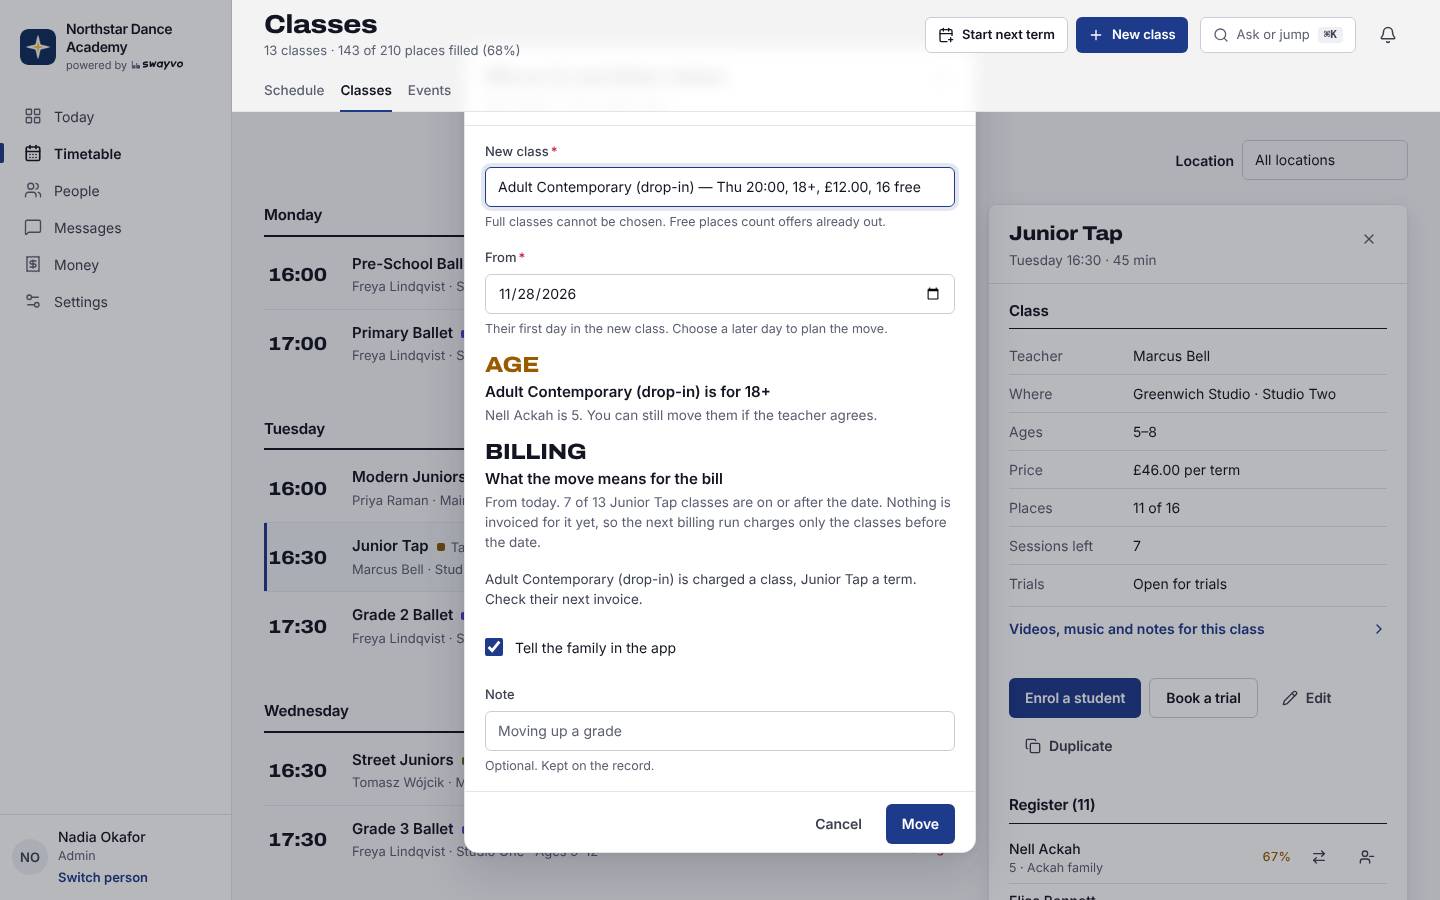 Northstar Dance
Academy
powered by swayvo
Today
Timetable
People
Messages
Money
Settings
NO
Nadia Okafor
Admin
Switch person
Classes
13 classes · 143 of 210 places filled (68%)
Start next term
New class
Ask or jump
⌘K
Schedule
Classes
Events
Location
All locations
Monday
16:00
Pre-School Ball
Freya Lindqvist · S
17:00
Primary Ballet
Freya Lindqvist · S
Tuesday
16:00
Modern Juniors
Priya Raman · Mai
16:30
Junior Tap
Ta
Marcus Bell · Stud
17:30
Grade 2 Ballet
Freya Lindqvist · S
Wednesday
16:30
Street Juniors
Tomasz Wójcik · M
17:30
Grade 3 Ballet
Freya Lindqvist · Studio One · Ages 9–12
New class *
Adult Contemporary (drop-in) — Thu 20:00, 18+, £12.00, 16 free
Full classes cannot be chosen. Free places count offers already out.
From *
11/28/2026
Their first day in the new class. Choose a later day to plan the move.
AGE
Adult Contemporary (drop-in) is for 18+
Nell Ackah is 5. You can still move them if the teacher agrees.
BILLING
What the move means for the bill
From today. 7 of 13 Junior Tap classes are on or after the date. Nothing is
invoiced for it yet, so the next billing run charges only the classes before
the date.
Adult Contemporary (drop-in) is charged a class, Junior Tap a term.
Check their next invoice.
Tell the family in the app
Note
Moving up a grade
Optional. Kept on the record.
Cancel
Move
Junior Tap
Tuesday 16:30 · 45 min
Class
Teacher Marcus Bell
Where Greenwich Studio · Studio Two
Ages 5–8
Price £46.00 per term
Places 11 of 16
Sessions left 7
Trials Open for trials
Videos, music and notes for this class
Enrol a student
Book a trial
Edit
Duplicate
Register (11)
Nell Ackah
5 · Ackah family
67%